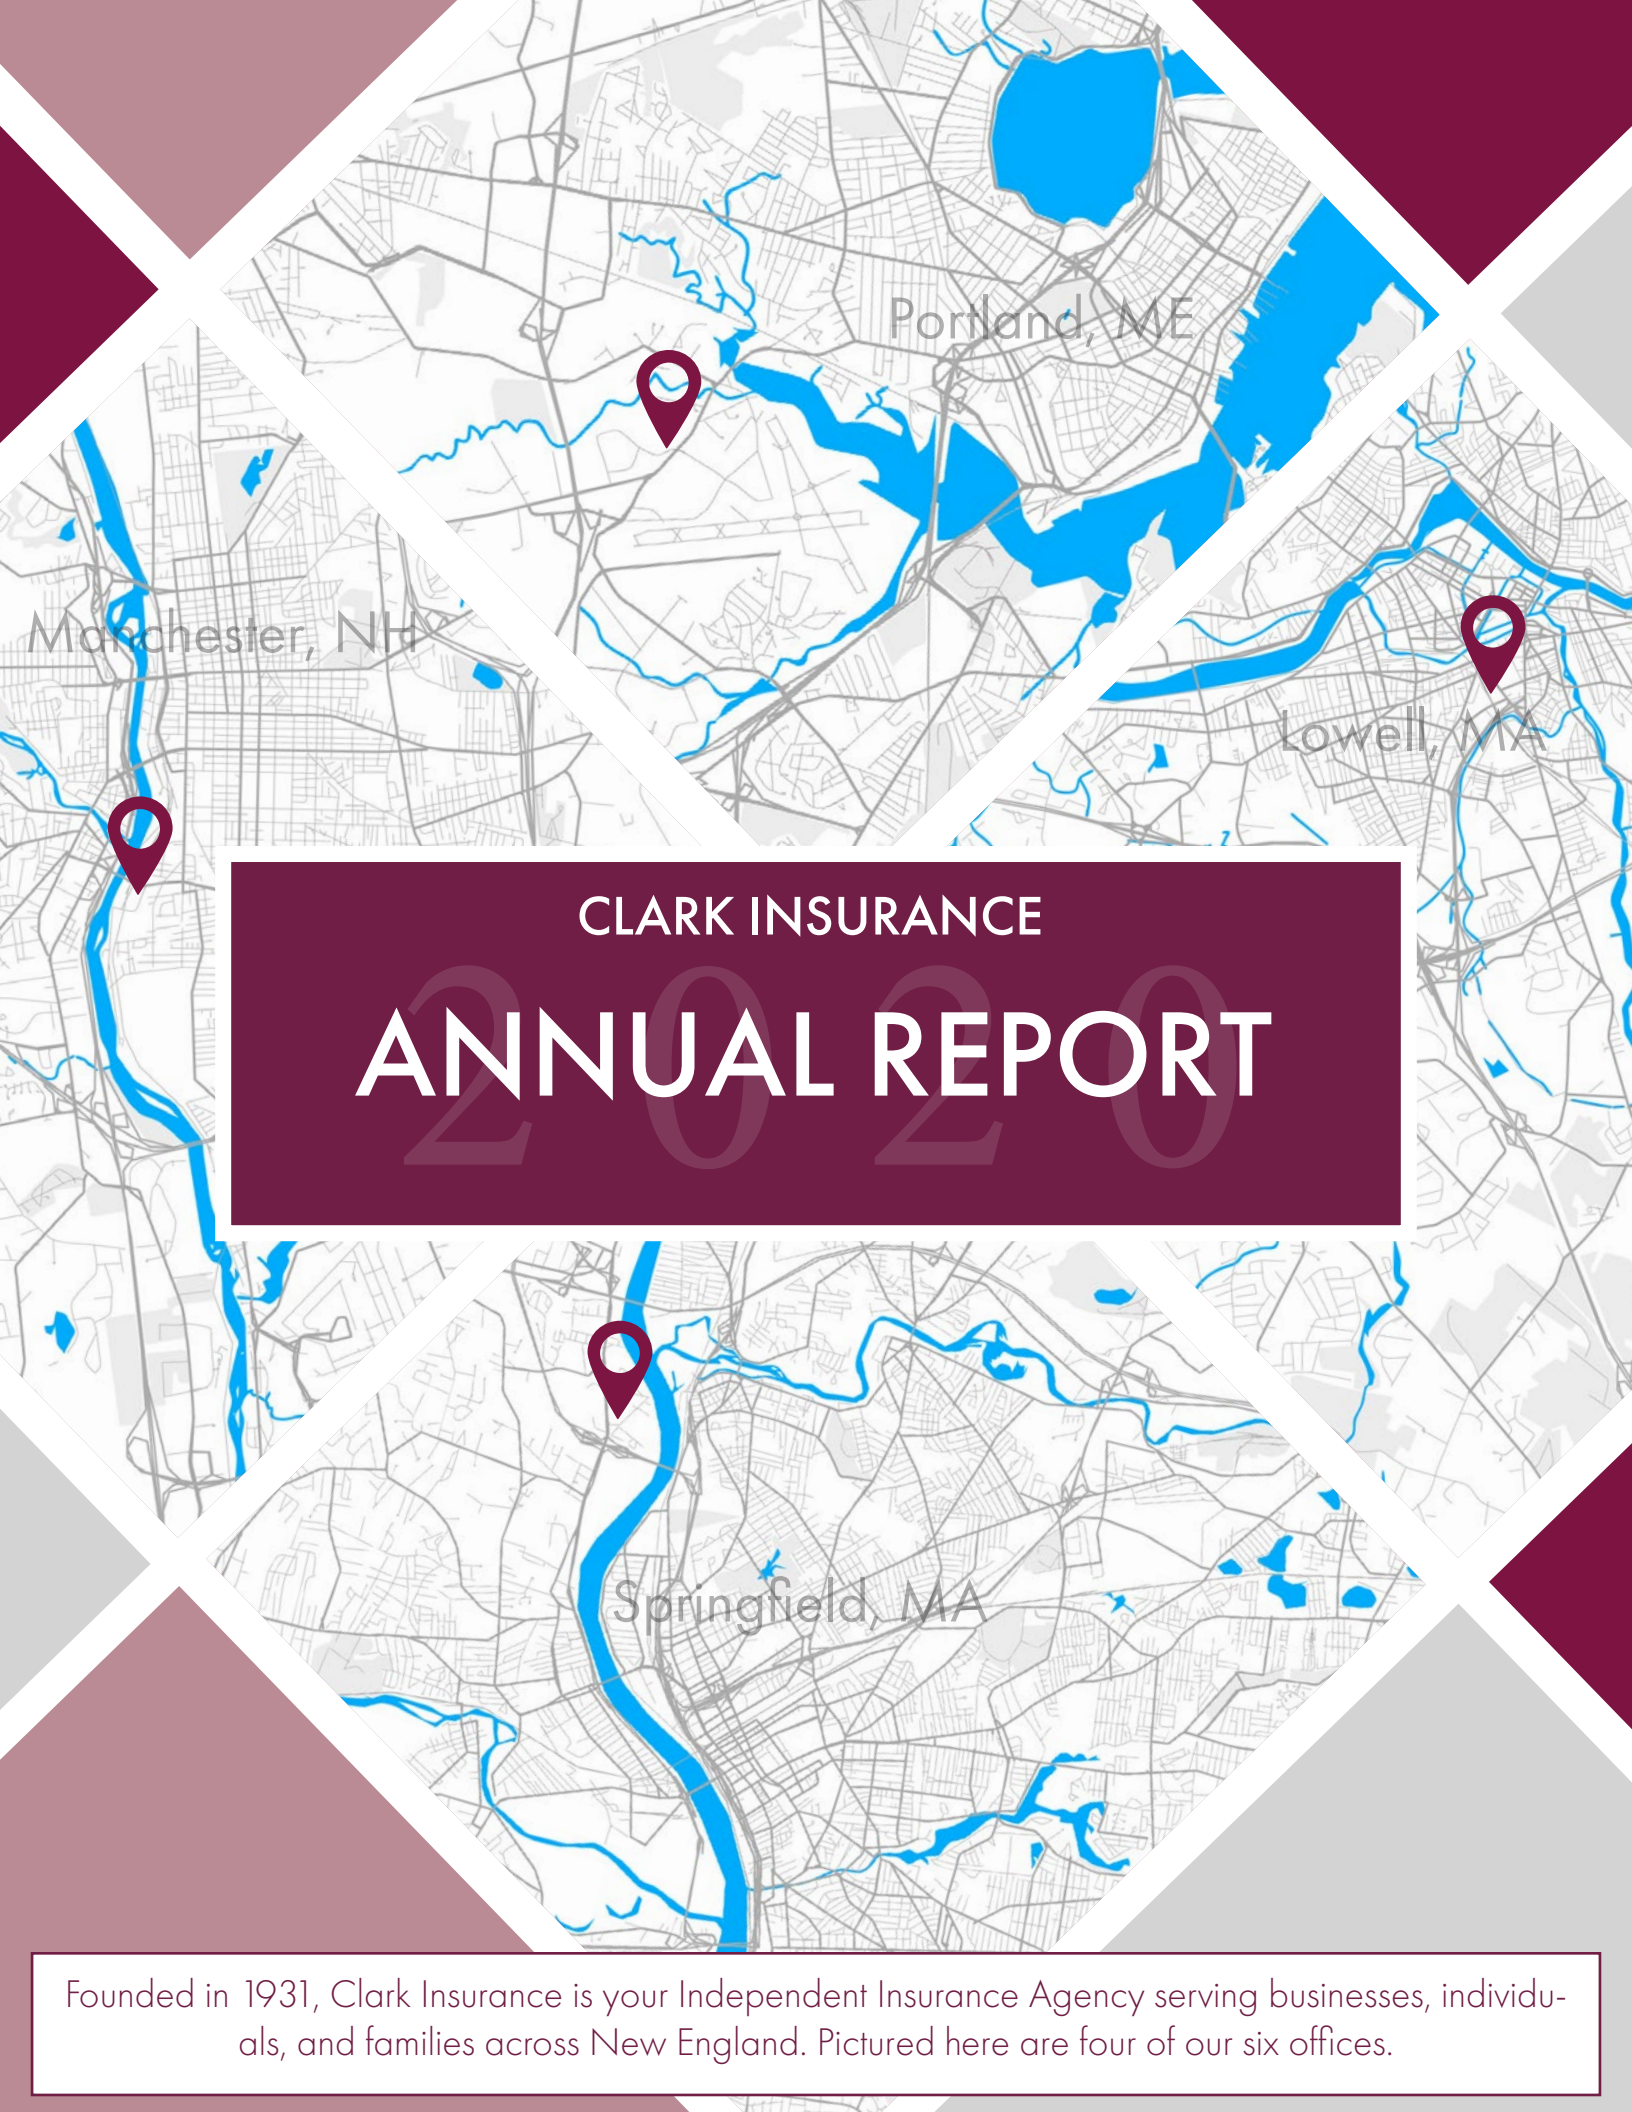 Portland, ME
Manchester, NH
Lowell, MA
CLARK INSURANCE
2020
ANNUAL REPORT
Springfield, MA
Founded in 1931, Clark Insurance is your Independent Insurance Agency serving businesses, individu-
als, and families across New England. Pictured here are four of our six offices.